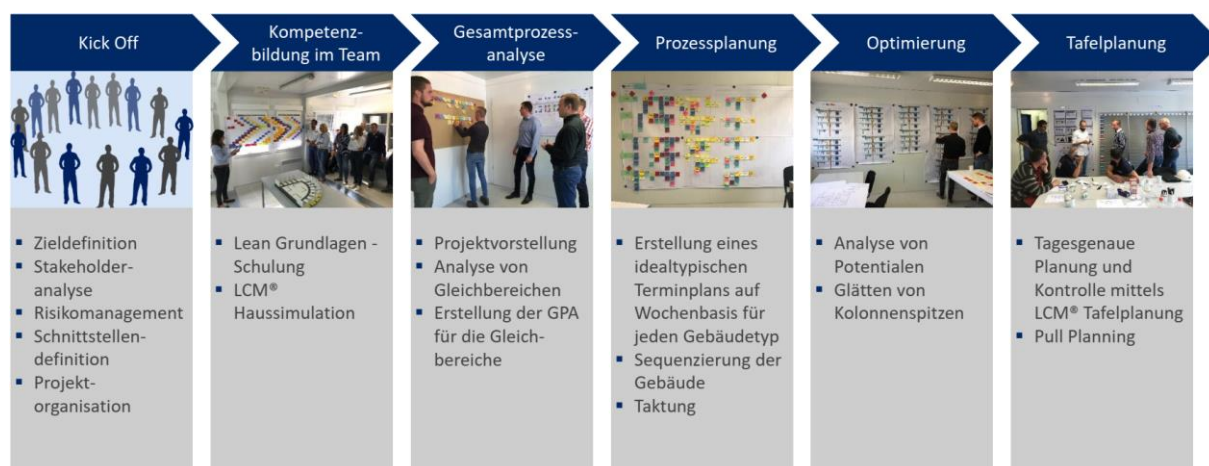 Kick Off
Kompetenz-
bildung im Team
Gesamtprozess-
analyse
Prozessplanung
Optimierung
Tafelplanung
▪ Zieldefinition
▪ Stakeholder-
analyse
▪ Risikomanagement
▪ Schnittstellen-
definition
▪ Projekt-
organisation
▪ Lean Grundlagen -
Schulung
▪ LCM®
Haussimulation
▪ Projektvorstellung
▪ Analyse von
Gleichbereichen
▪ Erstellung der GPA
für die Gleich-
bereiche
▪ Erstellung eines
idealtypischen
Terminplans auf
Wochenbasis für
jeden Gebäudetyp
▪ Sequenzierung der
Gebäude
▪ Taktung
▪ Analyse von
Potentialen
▪ Glätten von
Kolonnenspitzen
▪ Tagesgenaue
Planung und
Kontrolle mittels
LCM® Tafelplanung
▪ Pull Planning